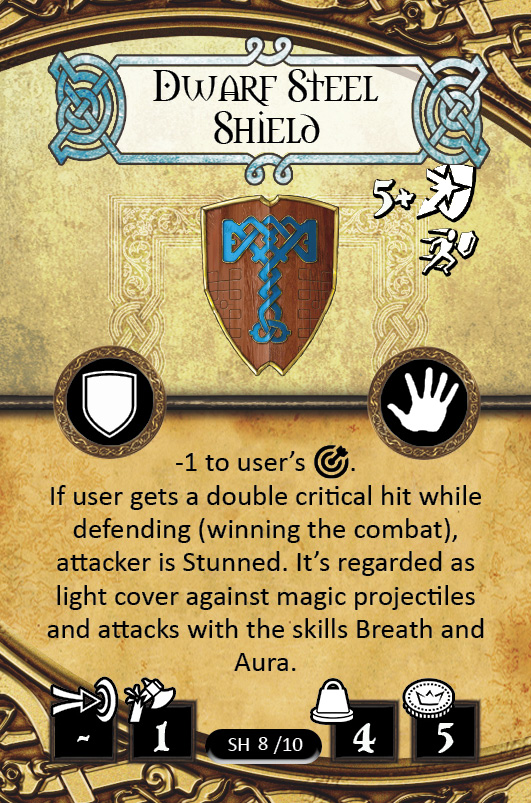 Dwarf Steel
Shield
5+
-1 to user's .
If user gets a double critical hit while
defending (winning the combat),
attacker is Stunned. It's regarded as
light cover against magic projectiles
and attacks with the skills Breath and
Aura.
- 1 SH 8 /10 4 5